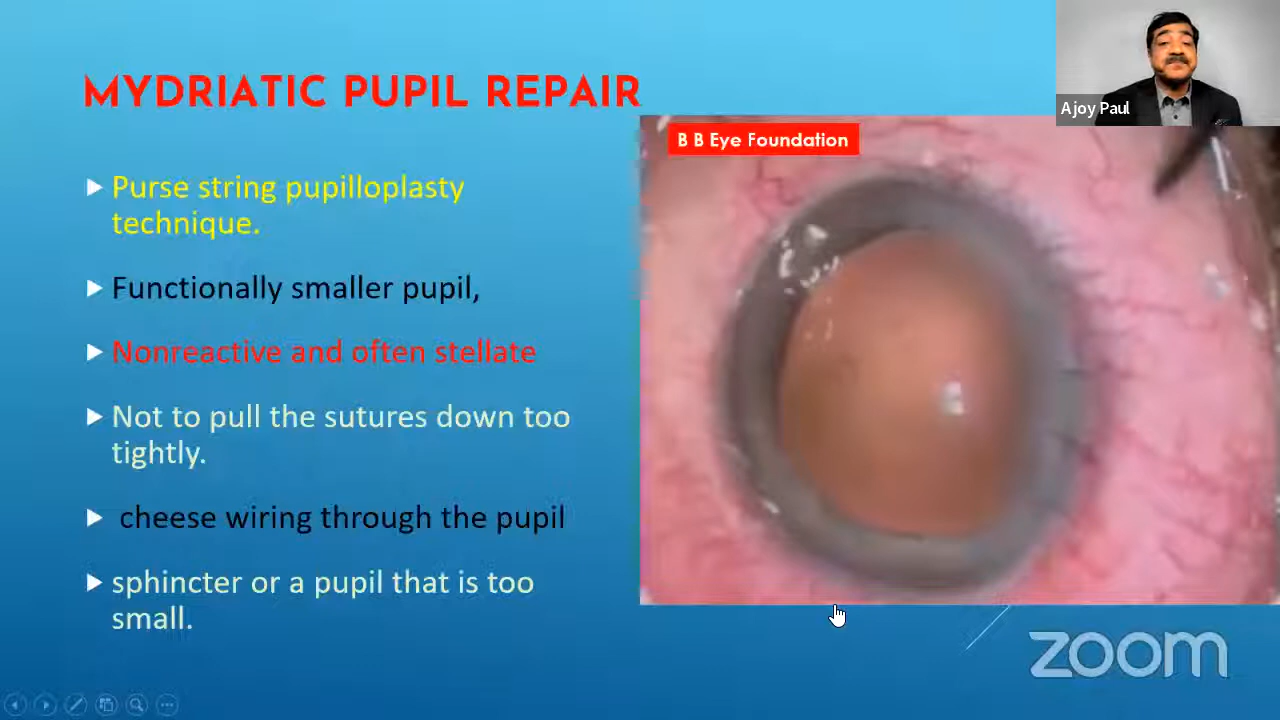 MYDRIATIC PUPIL REPAIR
Ajoy Paul
B B Eye Foundation
Purse string pupilloplasty
technique.
Functionally smaller pupil,
Nonreactive and often stellate
Not to pull the sutures down too
tightly.
cheese wiring through the pupil
sphincter or a pupil that is too
small.
zoom